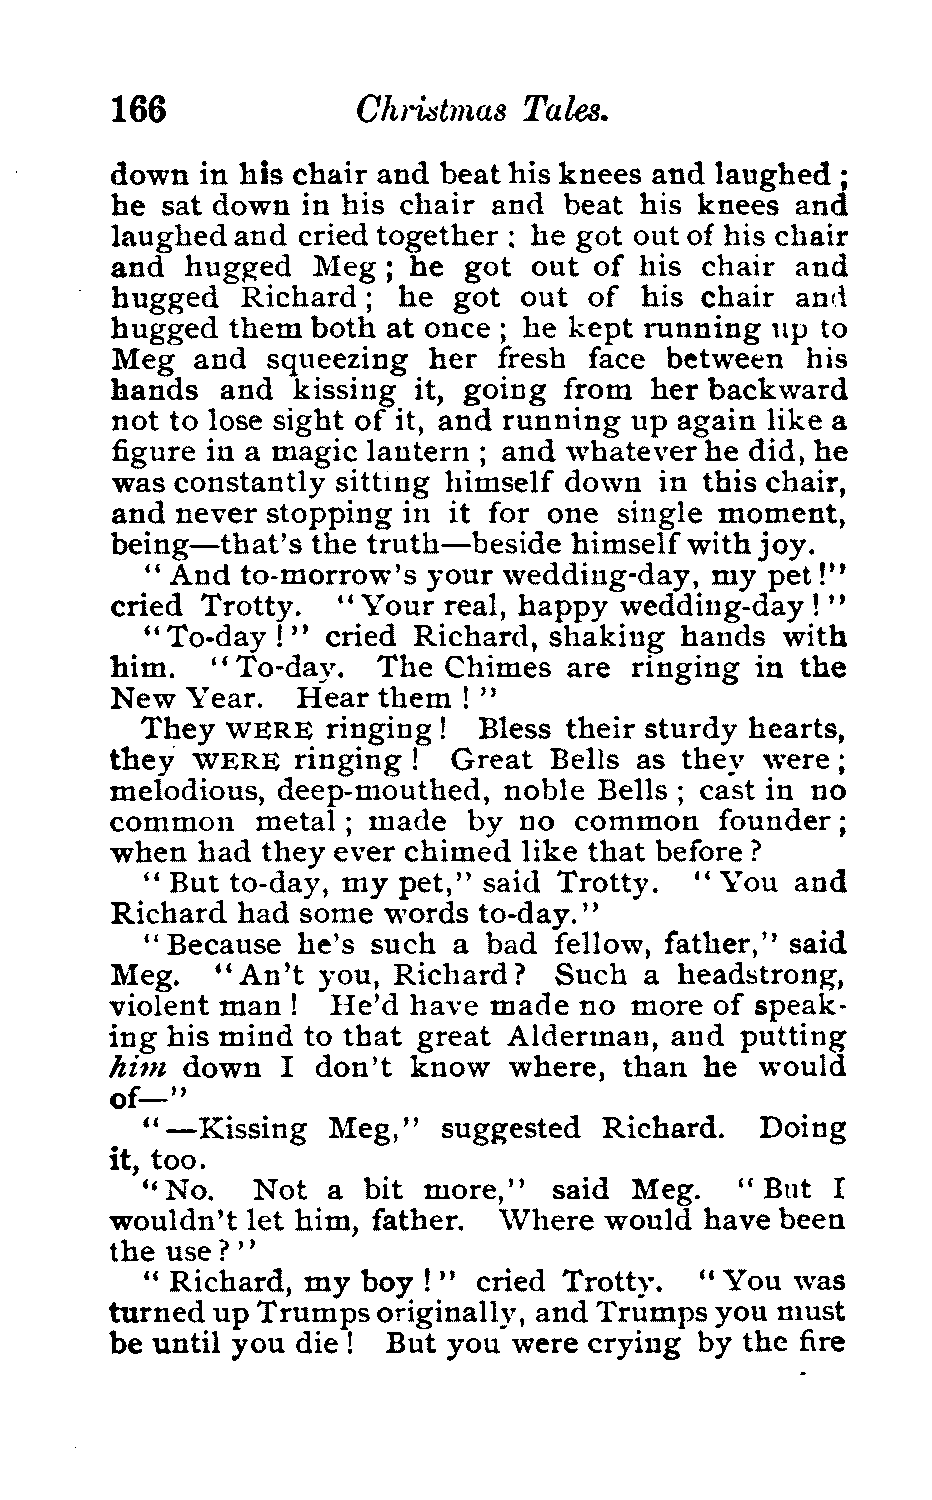 166 Christmas Tales.
down in his chair and beat his knees and laughed ;
he sat down in his chair and beat his knees and
laughed and cried together ; he got out of his chair
and hugged Meg ; he got out of his chair and
hugged Richard ; he got out of his chair and
hugged them both at once ; he kept running up to
Meg and squeezing her fresh face between his
hands and kissing it, going from her backward
not to lose sight of it, and running up again like a
figure in a magic lantern ; and whatever he did, he
was constantly sitting himself down in this chair,
and never stopping in it for one single moment,
being—that's the truth—beside himself with joy.
"And to-morrow's your wedding-day, my pet!"
cried Trotty. "Your real, happy wedding-day!"
"To-day!" cried Richard, shaking hands with
him. "To-day. The Chimes are ringing in the
New Year. Hear them!"
They WERE ringing! Bless their sturdy hearts,
they WERE ringing! Great Bells as they were ;
melodious, deep-mouthed, noble Bells ; cast in no
common metal ; made by no common founder ;
when had they ever chimed like that before?
"But to-day, my pet," said Trotty. "You and
Richard had some words to-day."
"Because he's such a bad fellow, father," said
Meg. "An't you, Richard? Such a headstrong,
violent man! He'd have made no more of speak-
ing his mind to that great Alderman, and putting
him down I don't know where, than he would
of—"
"—Kissing Meg," suggested Richard. Doing
it, too.
"No. Not a bit more," said Meg. "But I
wouldn't let him, father. Where would have been
the use?"
"Richard, my boy!" cried Trotty. "You was
turned up Trumps originally, and Trumps you must
be until you die! But you were crying by the fire